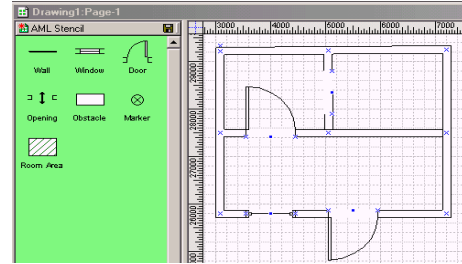 Drawing1:Page-1
AML Stencil
3000 4000 5000 6000 7000
Wall Window Door
Opening Obstacle Marker
Room Area
29000
28000
27000
26000